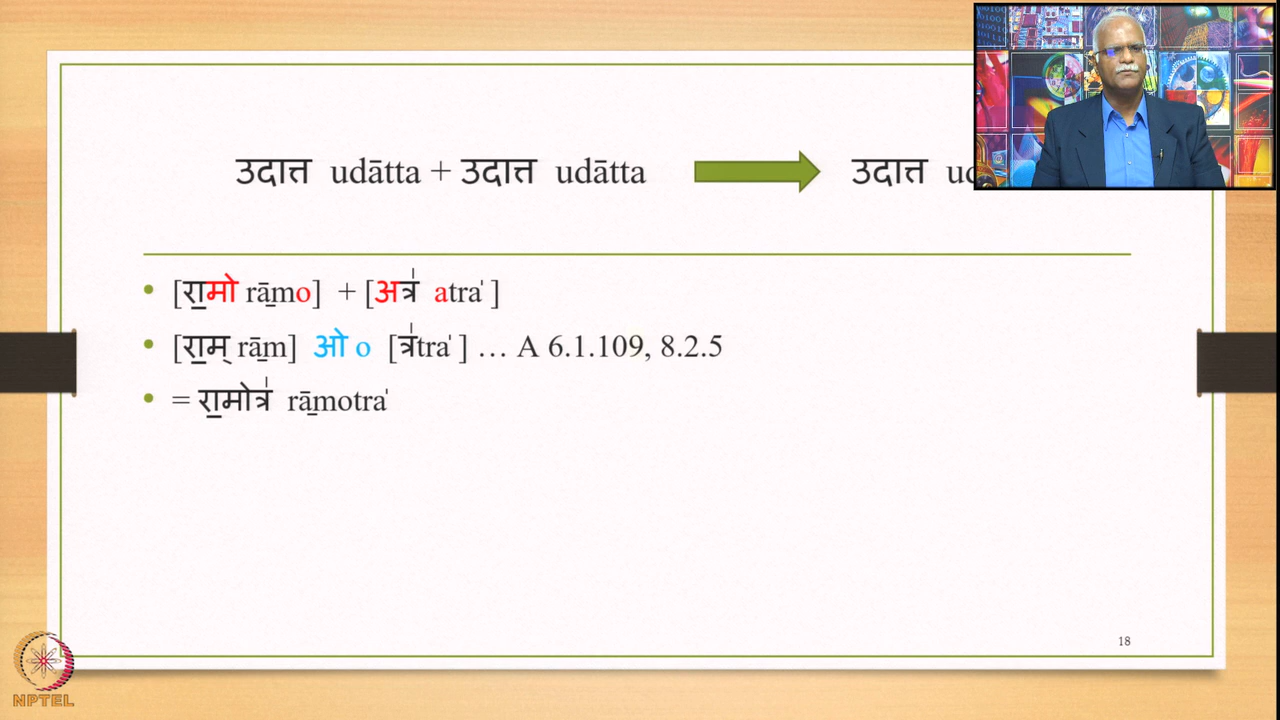 उदात्त udātta + उदात्त udātta उदात्त
• [रा॒मो rā̱mo] + [अत्र॑ atra̍ ]
• [रा॒म् rā̱m] ओ o [त्र॑tra̍ ] … A 6.1.109, 8.2.5
• = रा॒मोत्र॑ rā̱motra̍
18
NPTEL